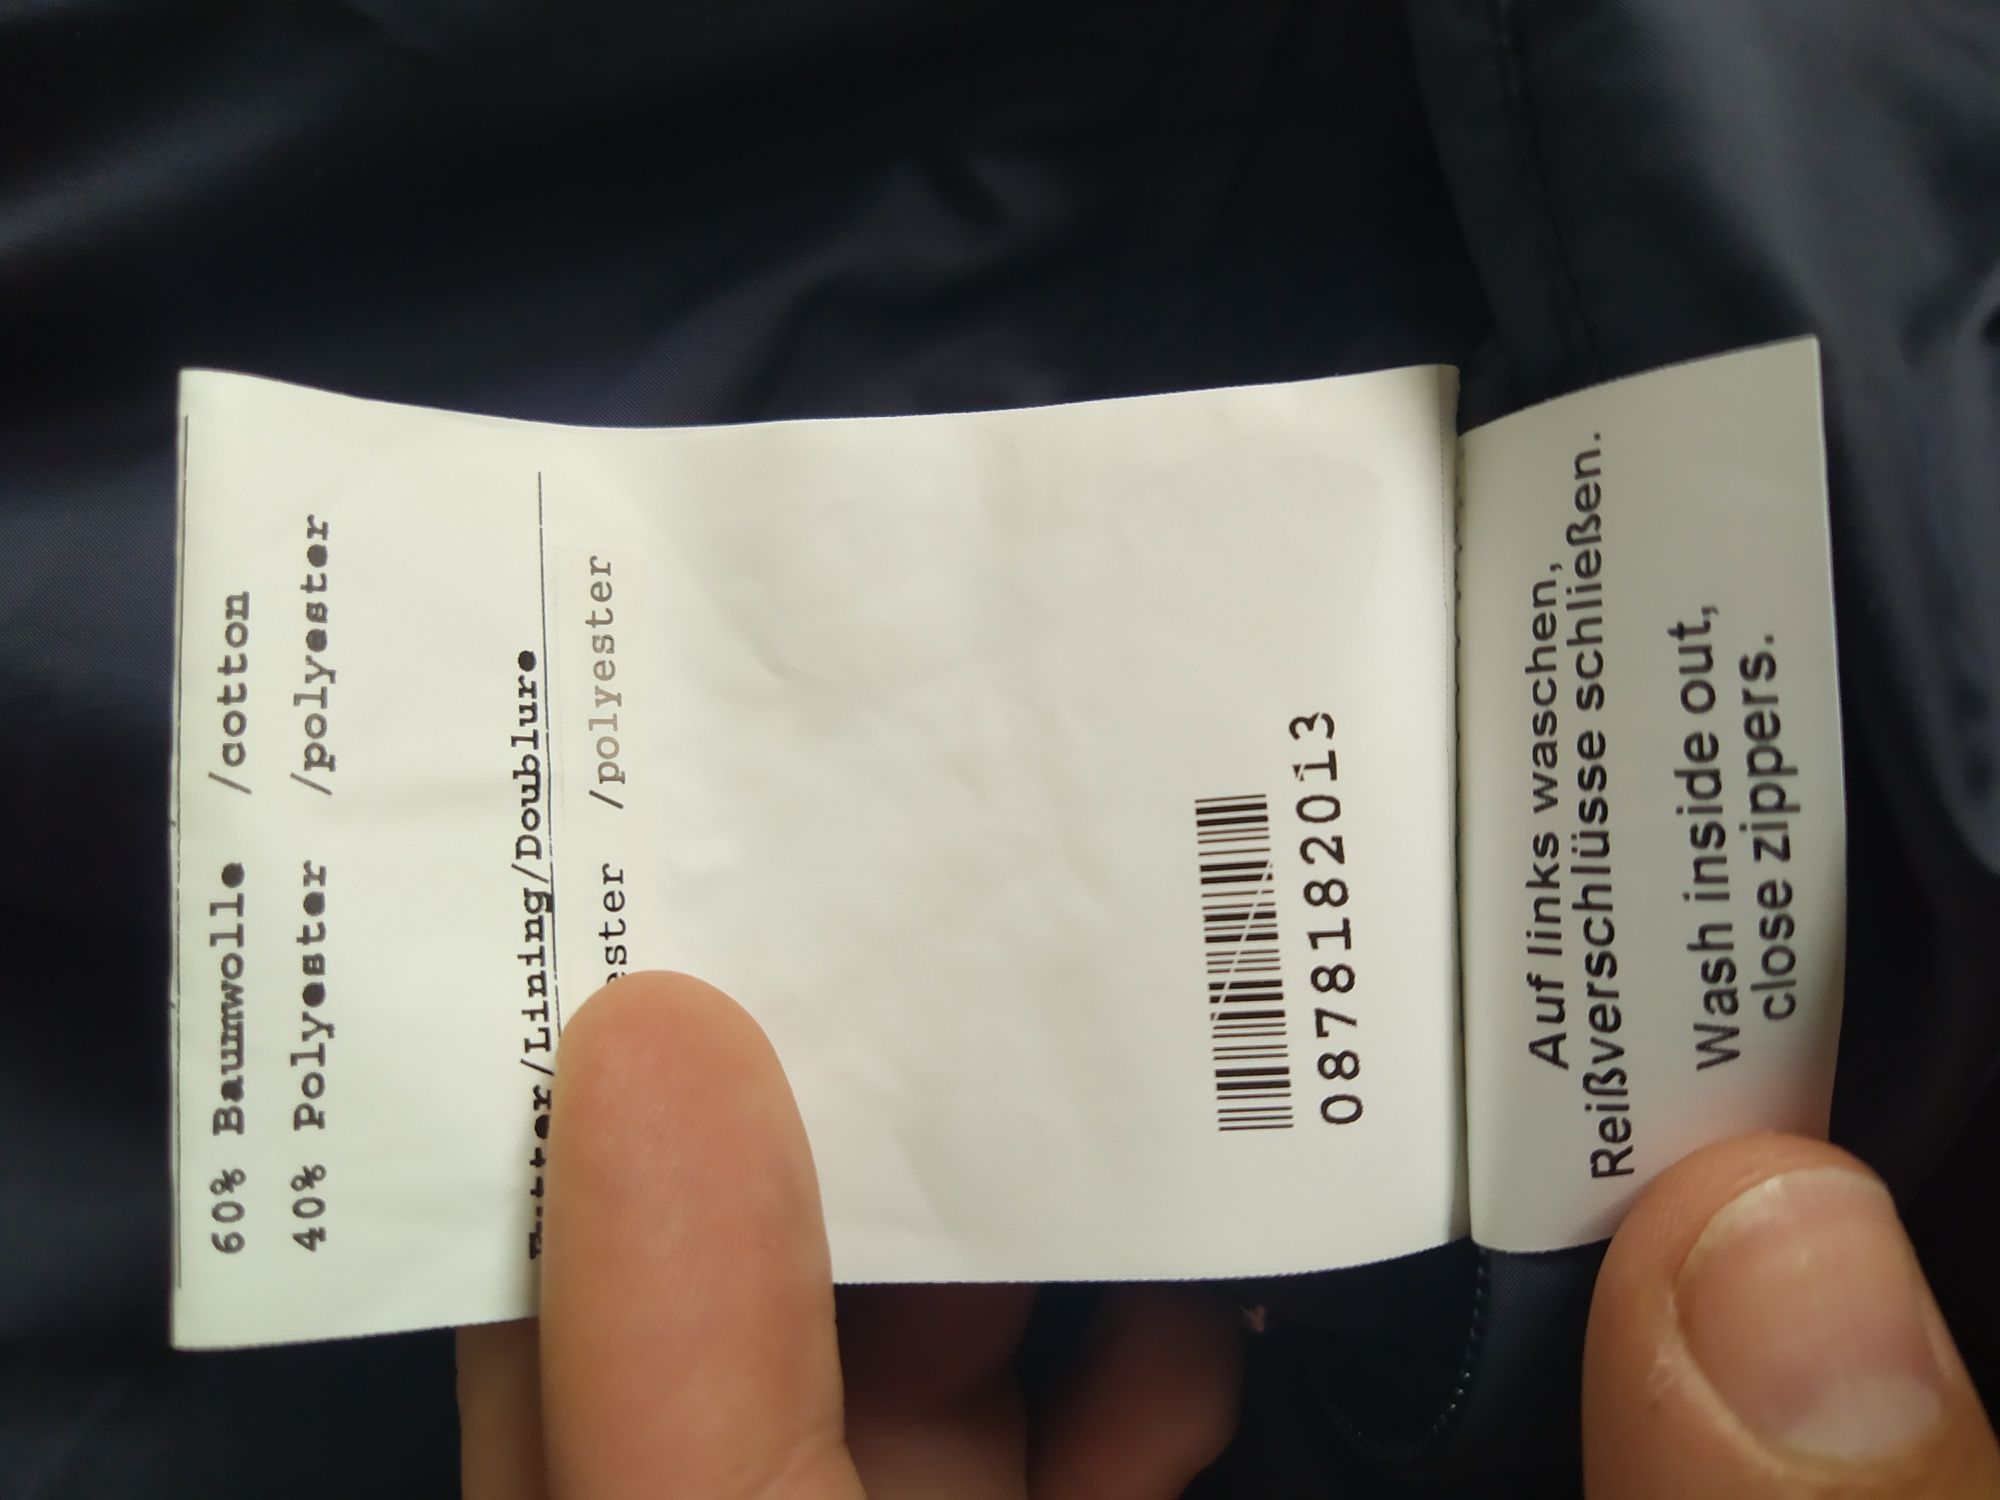 60% Baumwolle /cotton
40% Polyester /polyester
Futter/Lining/Doublure
/polyester
0878182013
Auf links waschen,
Reißverschlüsse schließen.
Wash inside out,
close zippers.